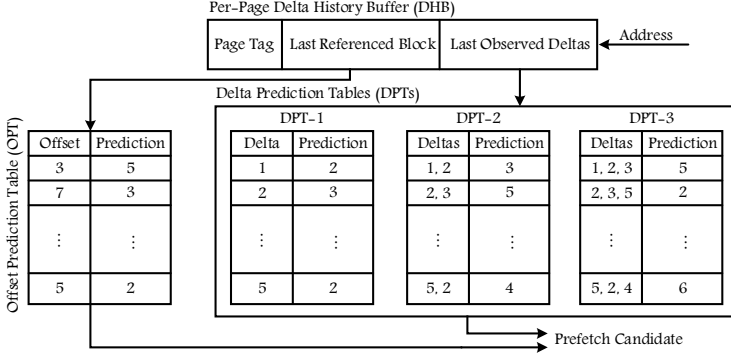 Per-Page Delta History Buffer (DHB)
Page Tag Last Referenced Block Last Observed Deltas
Address
Delta Prediction Tables (DPTs)
Offset Prediction Table (OPT)
Offset Prediction
3 5
7 3
⋮ ⋮
5 2
DPT-1
Delta Prediction
1 2
2 3
⋮ ⋮
5 2
DPT-2
Deltas Prediction
1, 2 3
2, 3 5
⋮ ⋮
5, 2 4
DPT-3
Deltas Prediction
1, 2, 3 5
2, 3, 5 2
⋮ ⋮
5, 2, 4 6
Prefetch Candidate